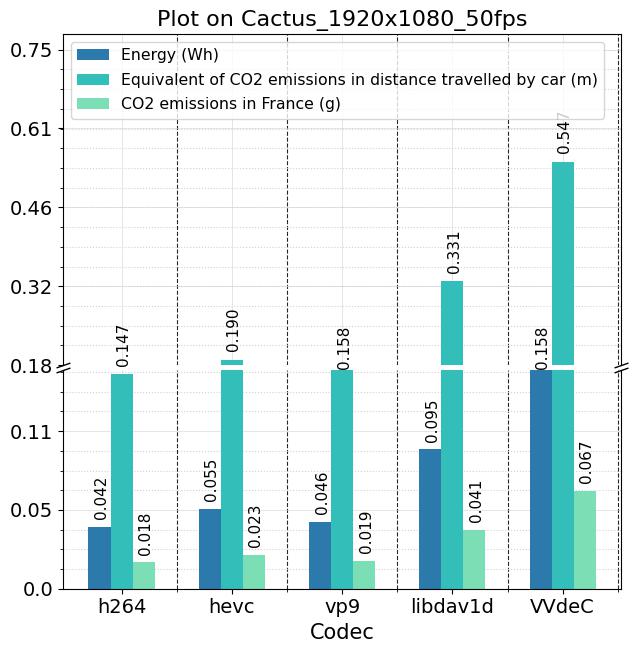 Plot on Cactus_1920x1080_50fps
Energy (Wh)
Equivalent of CO2 emissions in distance travelled by car (m)
CO2 emissions in France (g)
0.75
0.61
0.46
0.32
0.18
0.11
0.05
0.0
0.042
0.147
0.018
0.055
0.190
0.023
0.046
0.158
0.019
0.095
0.331
0.041
0.158
0.547
0.067
h264
hevc
vp9
libdav1d
VVdeC
Codec